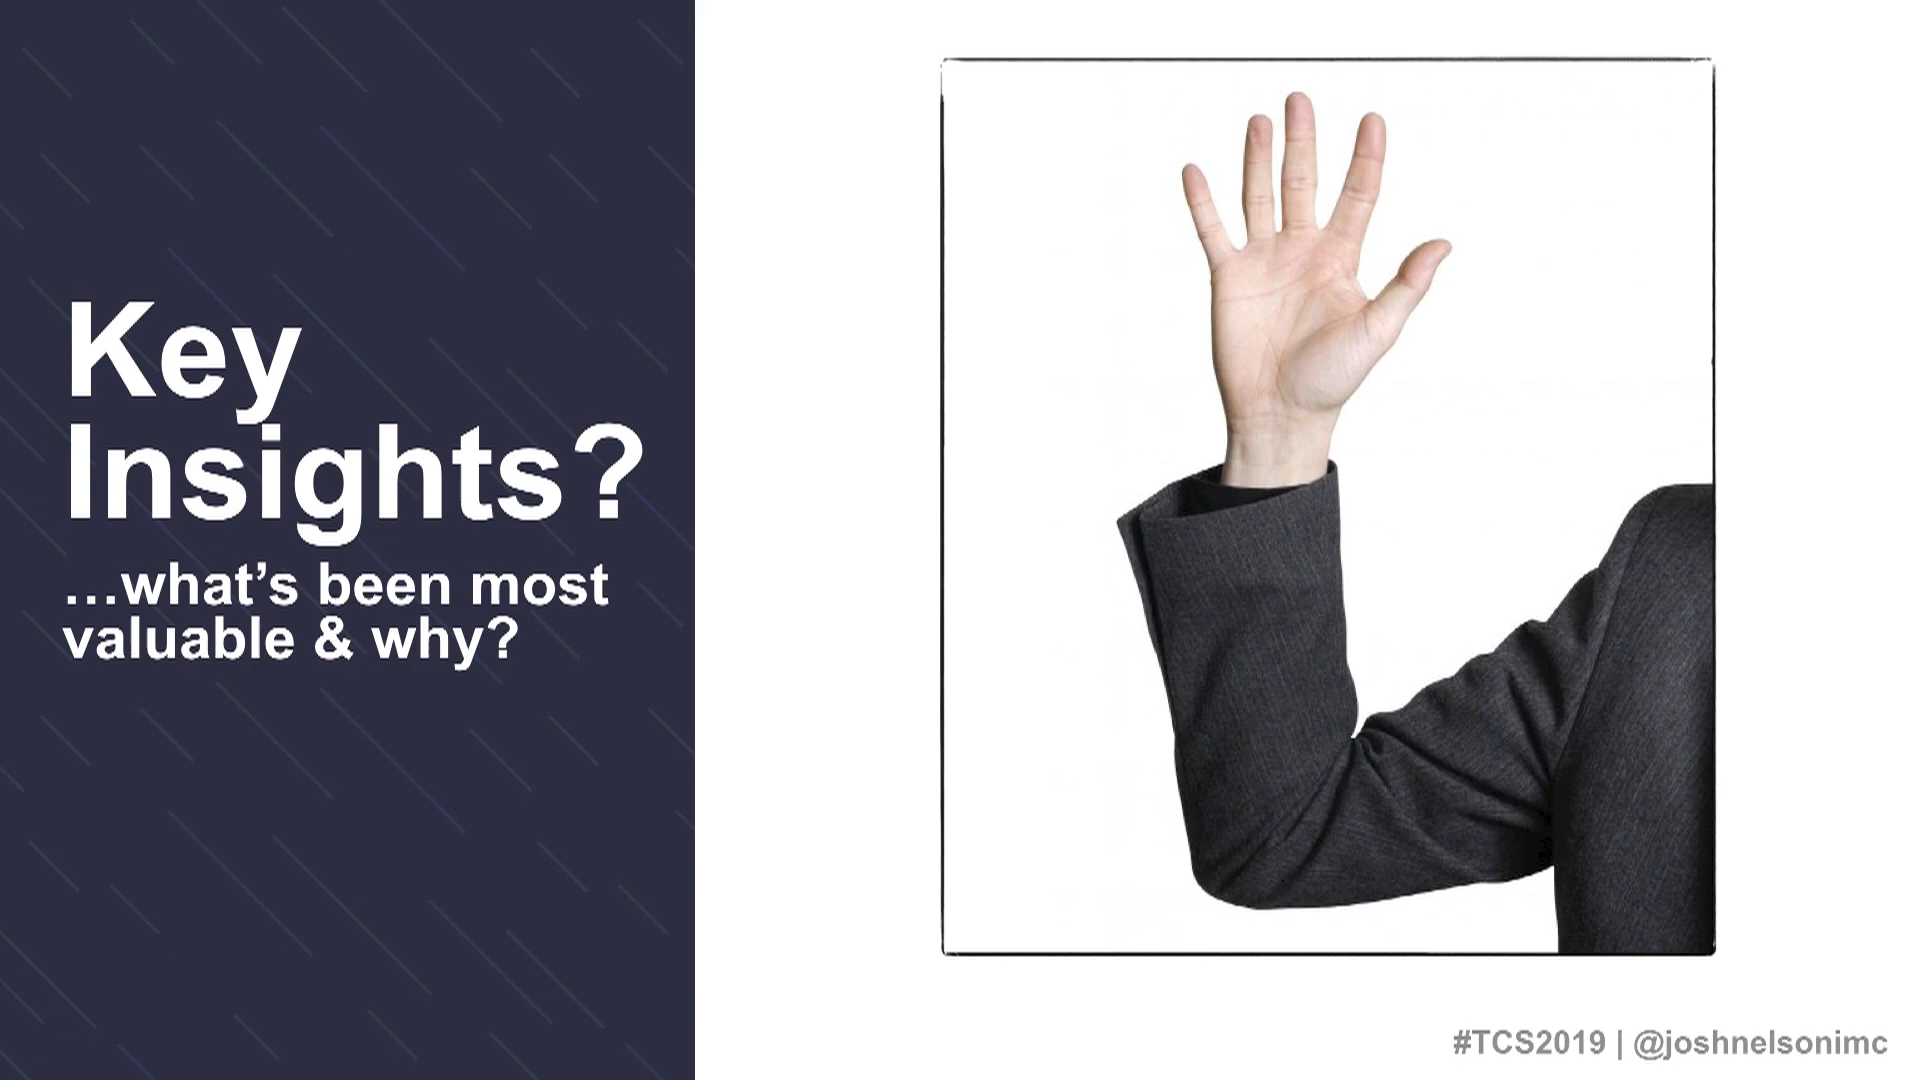 Key
Insights?
…what’s been most
valuable & why?
#TCS2019 | @joshnelsonimc